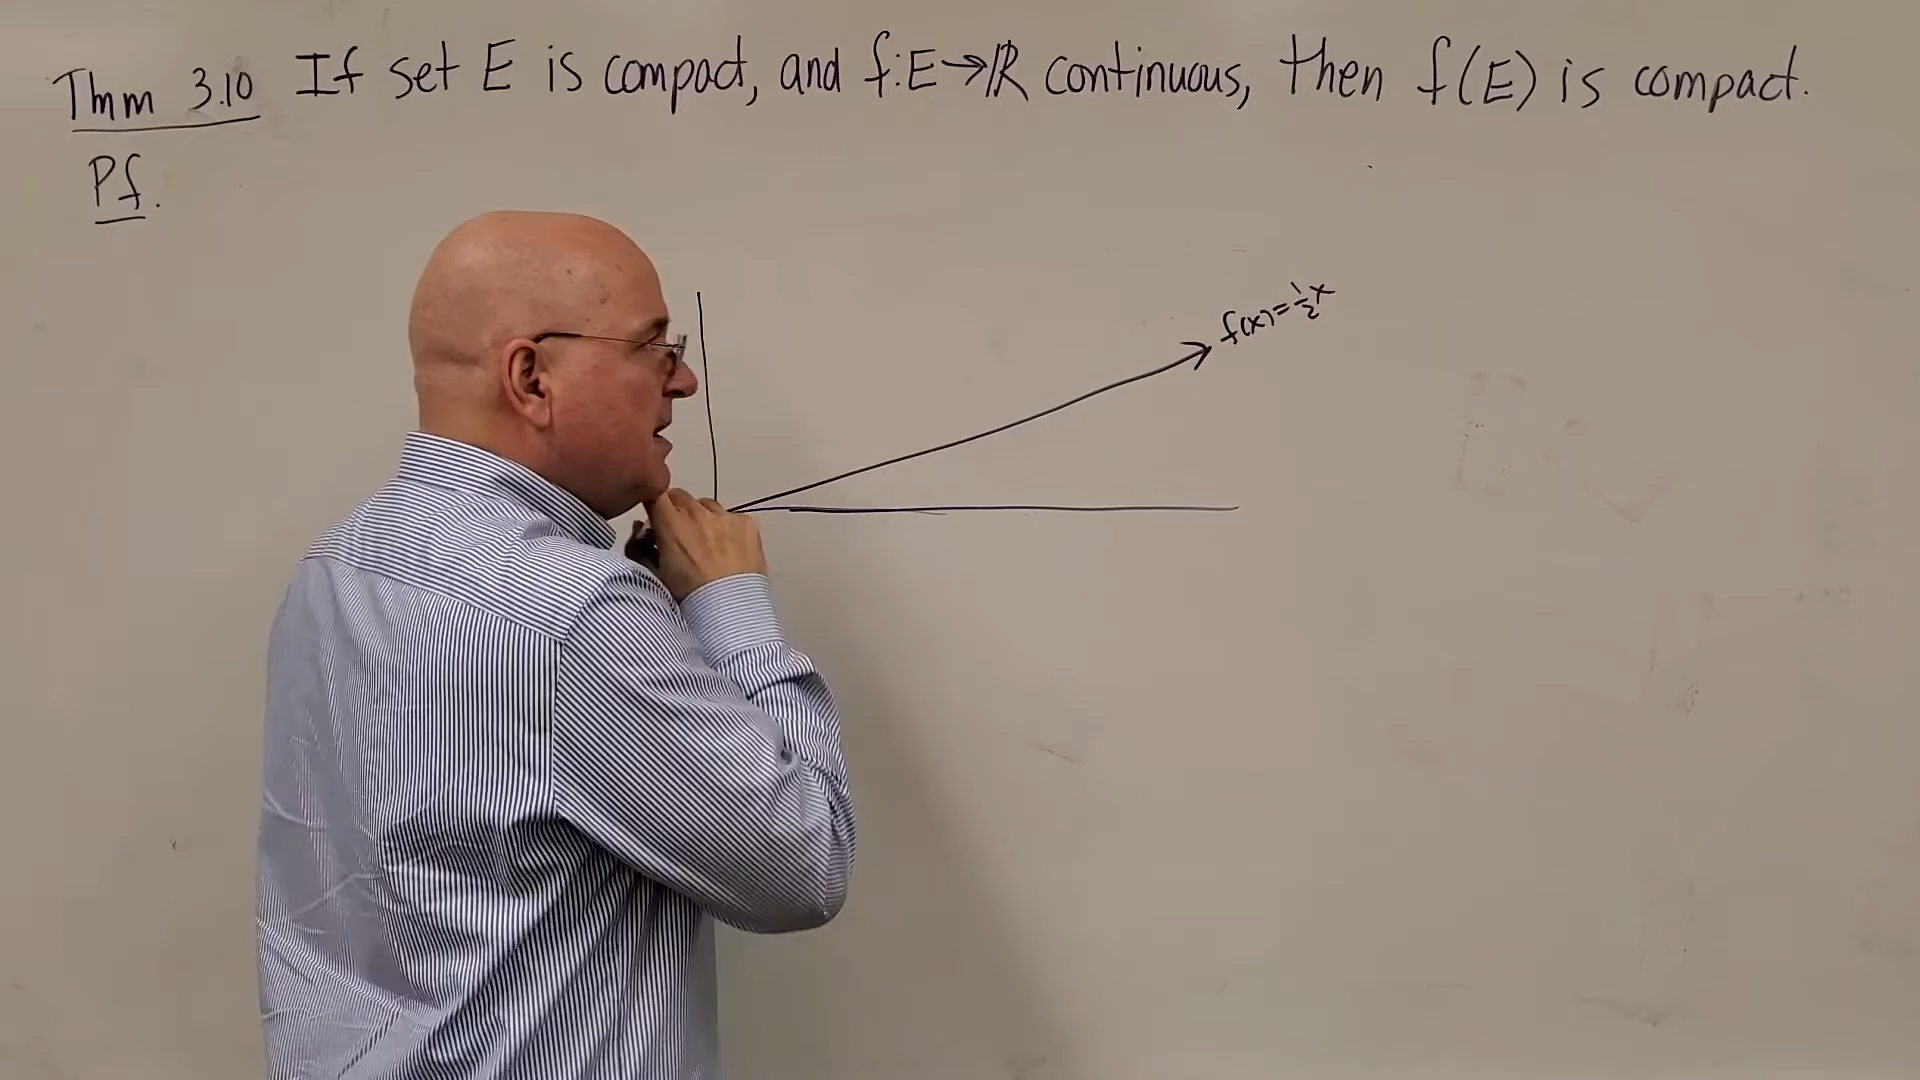 Thm 3.10 If set E is compact, and f:E→ℝ continuous, then f(E) is compact.
Pf.
f(x)=½x